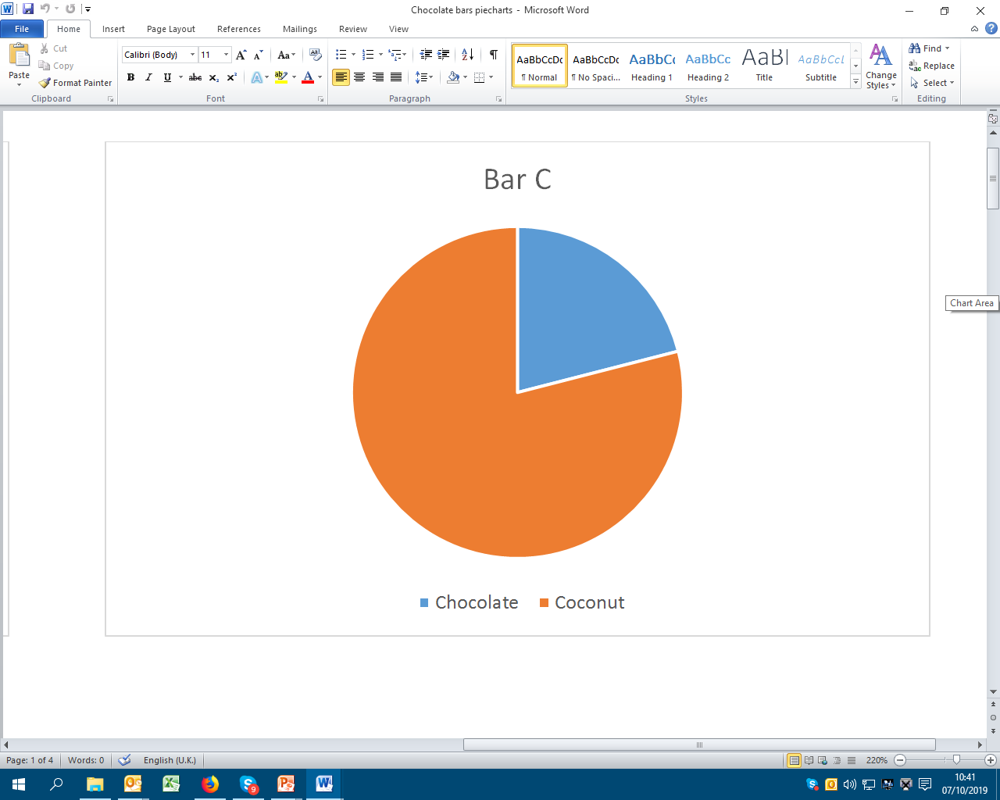 Chocolate bars piecharts - Microsoft Word
File Home Insert Page Layout References Mailings Review View
Paste
Cut
Copy
Format Painter
Clipboard
Calibri (Body) 11
Font
Paragraph
AaBbCcDc AaBbCcDc AaBbCc AaBbCc AaBl AaBbCcL
¶ Normal ¶ No Spaci... Heading 1 Heading 2 Title Subtitle
Styles
Change
Styles
Find
Replace
Select
Editing
Bar C
Chart Area
Chocolate Coconut
Page: 1 of 4 Words: 0 English (U.K.) 220%
9
10:41
07/10/2019